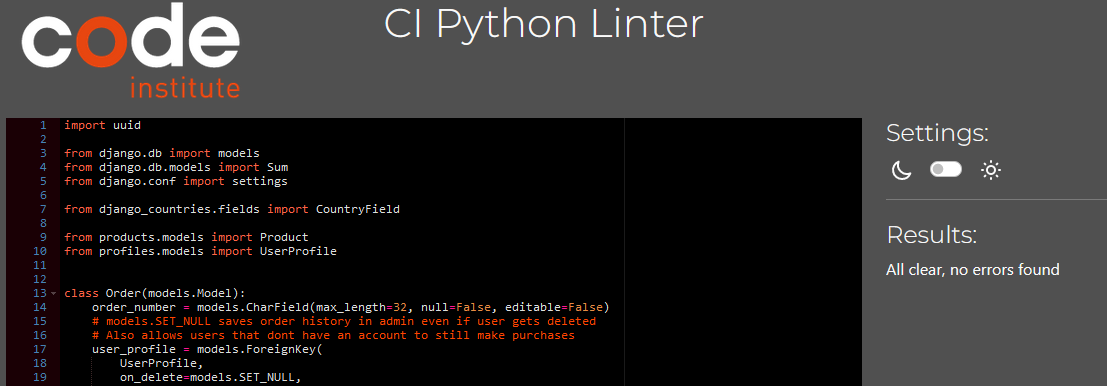 code
institute
CI Python Linter
1 import uuid
2
3 from django.db import models
4 from django.db.models import Sum
5 from django.conf import settings
6
7 from django_countries.fields import CountryField
8
9 from products.models import Product
10 from profiles.models import UserProfile
11
12
13 class Order(models.Model):
14 order_number = models.CharField(max_length=32, null=False, editable=False)
15 # models.SET_NULL saves order history in admin even if user gets deleted
16 # Also allows users that dont have an account to still make purchases
17 user_profile = models.ForeignKey(
18 UserProfile,
19 on_delete=models.SET_NULL,
Settings:
Results:
All clear, no errors found